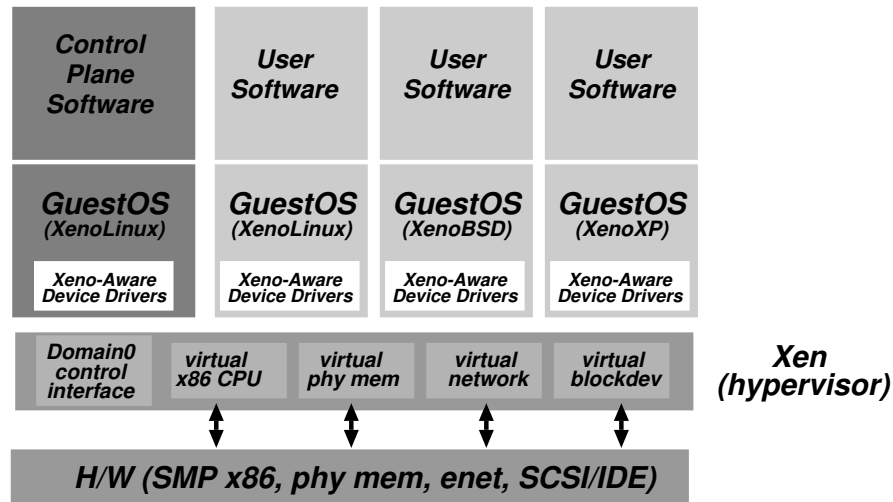 Control
Plane
Software
User
Software
User
Software
User
Software
GuestOS
(XenoLinux)
Xeno-Aware
Device Drivers
GuestOS
(XenoLinux)
Xeno-Aware
Device Drivers
GuestOS
(XenoBSD)
Xeno-Aware
Device Drivers
GuestOS
(XenoXP)
Xeno-Aware
Device Drivers
Domain0
control
interface
virtual
x86 CPU
virtual
phy mem
virtual
network
virtual
blockdev
Xen
(hypervisor)
H/W (SMP x86, phy mem, enet, SCSI/IDE)